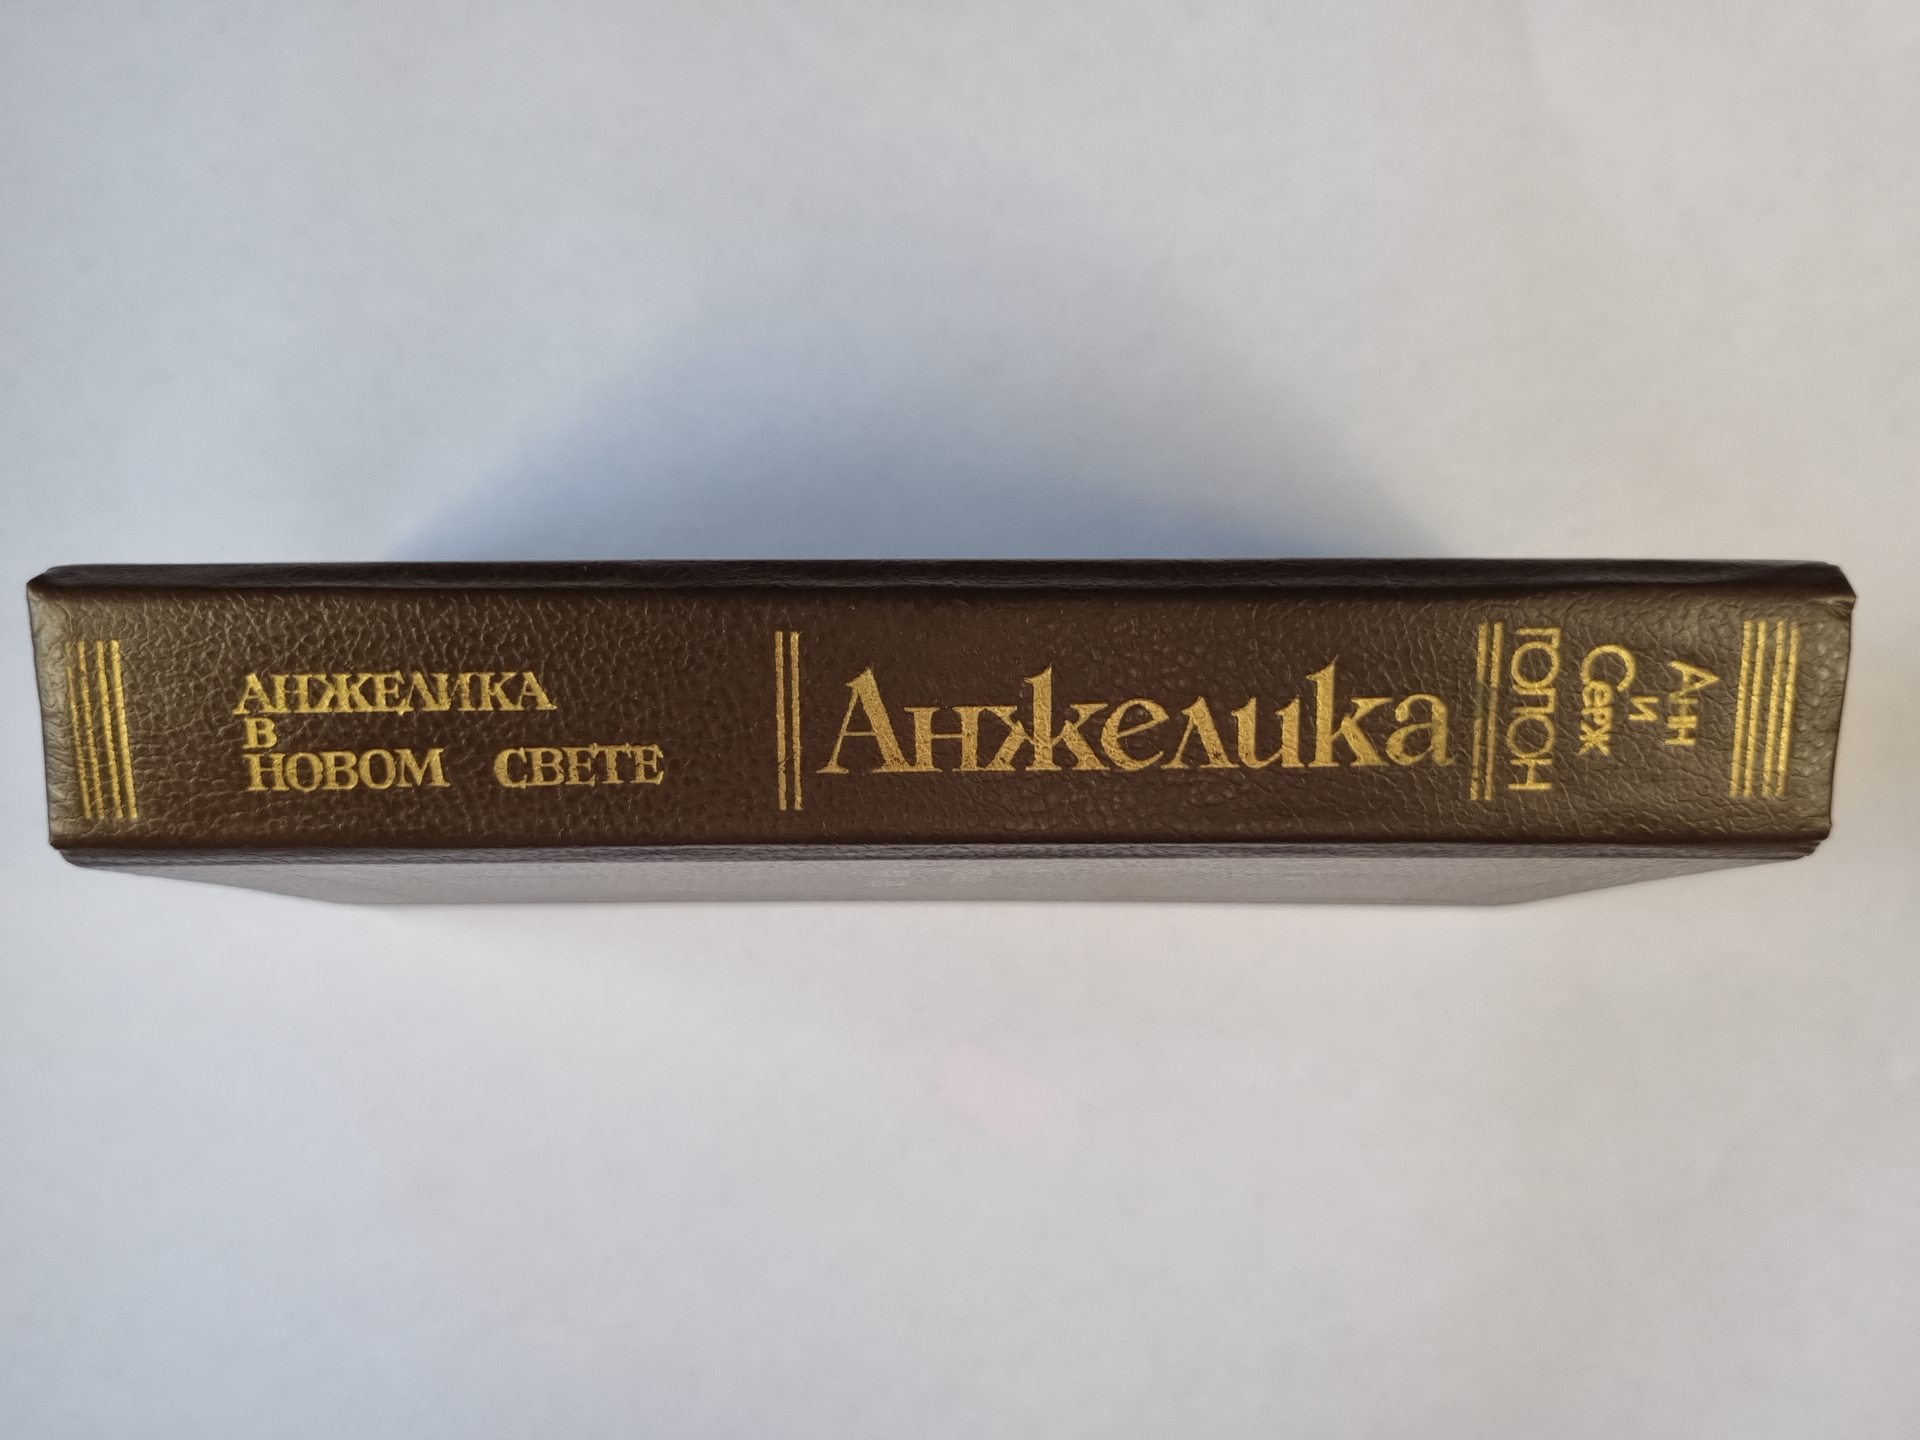 АНЖЕЛИКА
В
НОВОМ СВЕТЕ
Анжелика
Анн
и
Серж
ГОЛОН